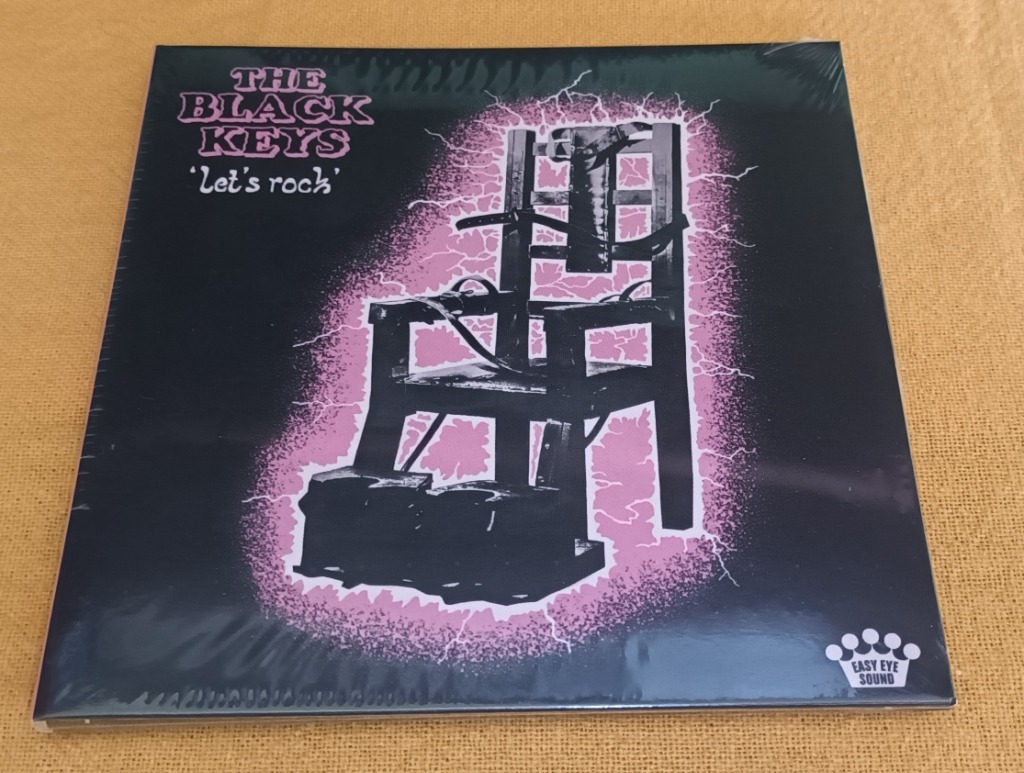 THE
BLACK
KEYS
‘let’s rock’
EASY EYE
SOUND